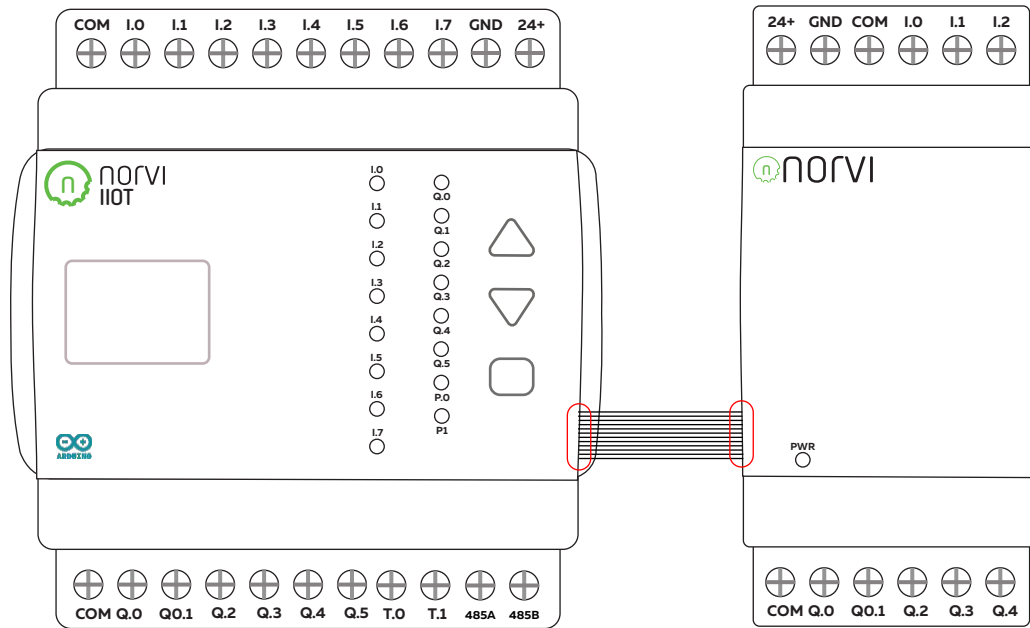 COM I.0 I.1 I.2 I.3 I.4 I.5 I.6 I.7 GND 24+
24+ GND COM I.0 I.1 I.2
n norvi
IIOT
n norvi
I.0
I.1
I.2
I.3
I.4
I.5
I.6
I.7
Q.0
Q.1
Q.2
Q.3
Q.4
Q.5
P.0
P1
ARDUINO
PWR
COM Q.0 Q0.1 Q.2 Q.3 Q.4 Q.5 T.0 T.1 485A 485B
COM Q.0 Q0.1 Q.2 Q.3 Q.4